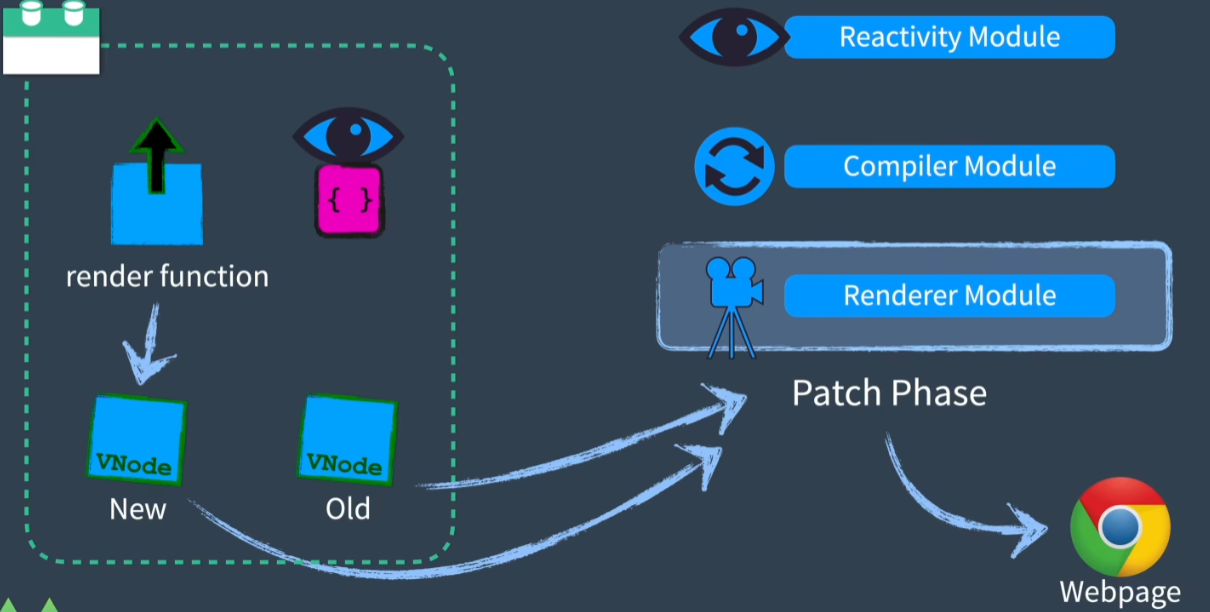 Reactivity Module
{ }
Compiler Module
render function
Renderer Module
Patch Phase
VNode
VNode
New
Old
Webpage